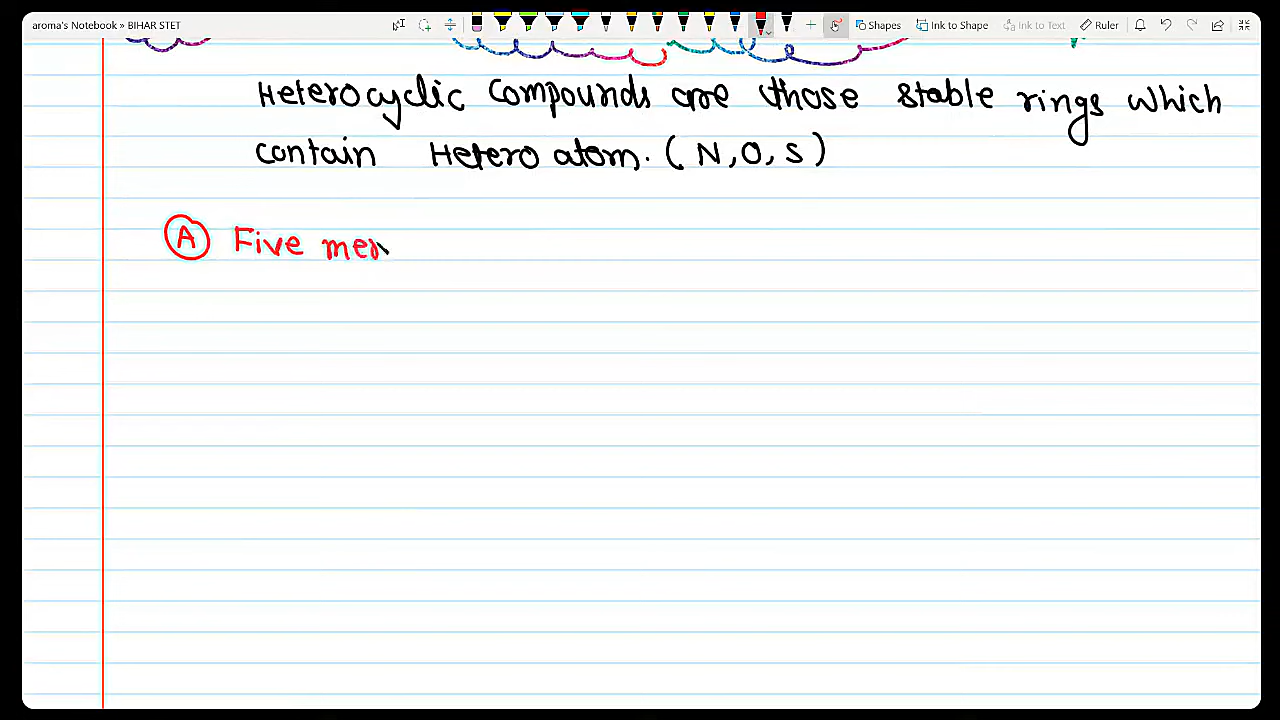 aroma's Notebook » BIHAR STET
Shapes
Ink to Shape
Ink to Text
Ruler
Heterocyclic compounds are those stable rings which
contain Hetero atom. (N, O, S)
A Five mem